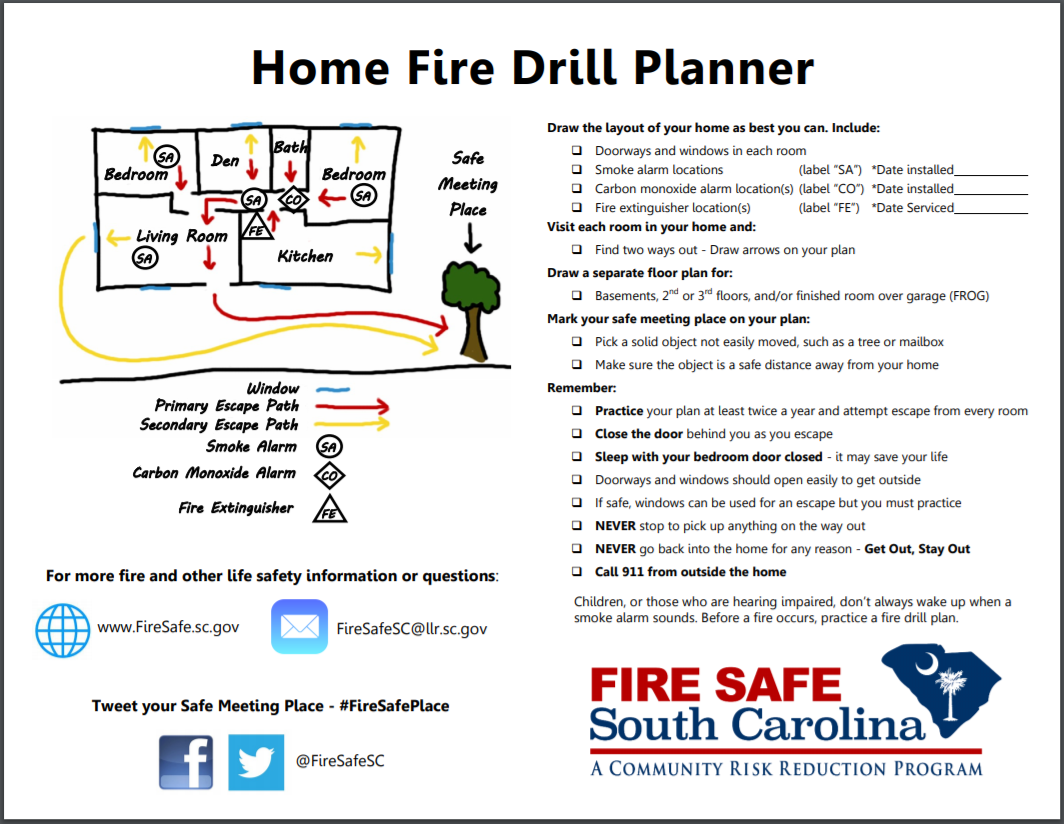 Home Fire Drill Planner
Bedroom
SA
Den
Bath
Bedroom
SA
SA
CO
FE
Living Room
SA
Kitchen
Safe
Meeting
Place
Window
Primary Escape Path
Secondary Escape Path
Smoke Alarm
SA
Carbon Monoxide Alarm
CO
Fire Extinguisher
FE
For more fire and other life safety information or questions:
www.FireSafe.sc.gov
FireSafeSC@llr.sc.gov
Tweet your Safe Meeting Place - #FireSafePlace
f
@FireSafeSC
Draw the layout of your home as best you can. Include:
❑ Doorways and windows in each room
❑ Smoke alarm locations (label “SA”) *Date installed___________
❑ Carbon monoxide alarm location(s) (label “CO”) *Date installed___________
❑ Fire extinguisher location(s) (label “FE”) *Date Serviced___________
Visit each room in your home and:
❑ Find two ways out - Draw arrows on your plan
Draw a separate floor plan for:
❑ Basements, 2nd or 3rd floors, and/or finished room over garage (FROG)
Mark your safe meeting place on your plan:
❑ Pick a solid object not easily moved, such as a tree or mailbox
❑ Make sure the object is a safe distance away from your home
Remember:
❑ Practice your plan at least twice a year and attempt escape from every room
❑ Close the door behind you as you escape
❑ Sleep with your bedroom door closed - it may save your life
❑ Doorways and windows should open easily to get outside
❑ If safe, windows can be used for an escape but you must practice
❑ NEVER stop to pick up anything on the way out
❑ NEVER go back into the home for any reason - Get Out, Stay Out
❑ Call 911 from outside the home
Children, or those who are hearing impaired, don’t always wake up when a
smoke alarm sounds. Before a fire occurs, practice a fire drill plan.
FIRE SAFE
South Carolina
A COMMUNITY RISK REDUCTION PROGRAM